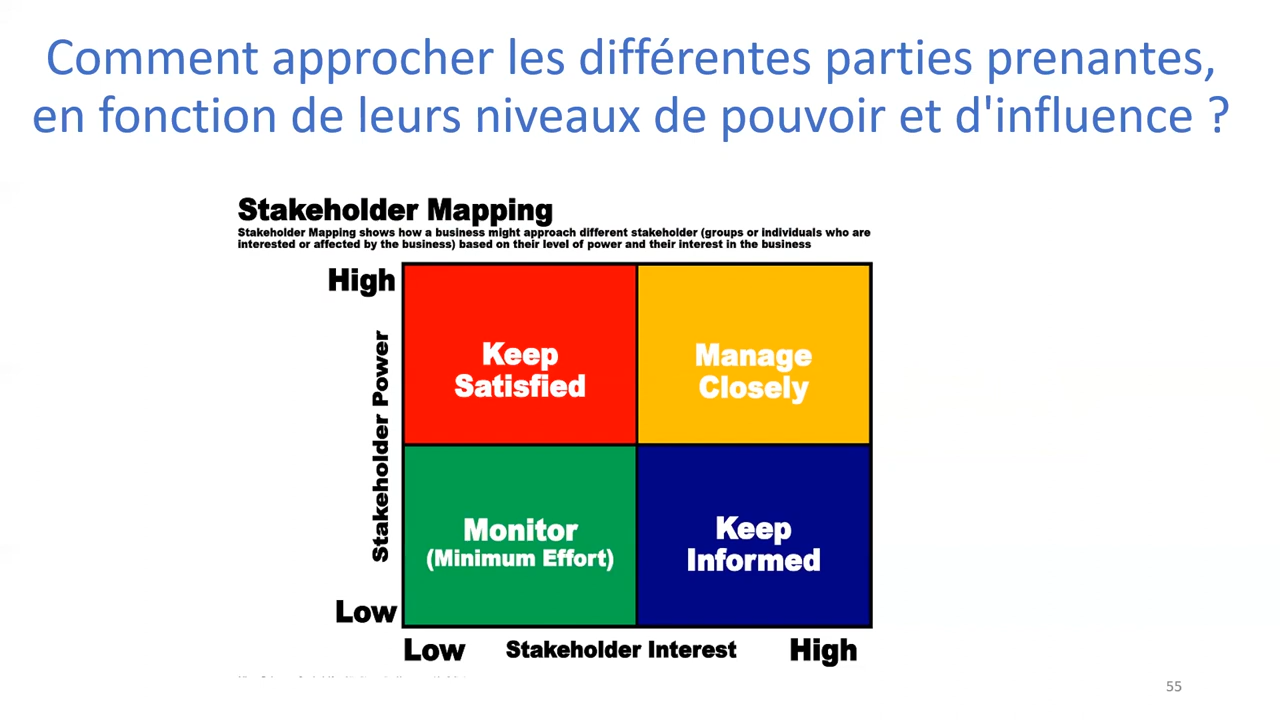 Comment approcher les différentes parties prenantes,
en fonction de leurs niveaux de pouvoir et d'influence ?
Stakeholder Mapping
Stakeholder Mapping shows how a business might approach different stakeholder (groups or individuals who are
interested or affected by the business) based on their level of power and their interest in the business
High
Keep
Satisfied
Manage
Closely
Stakeholder Power
Monitor
(Minimum Effort)
Keep
Informed
Low
Low
Stakeholder Interest
High
55